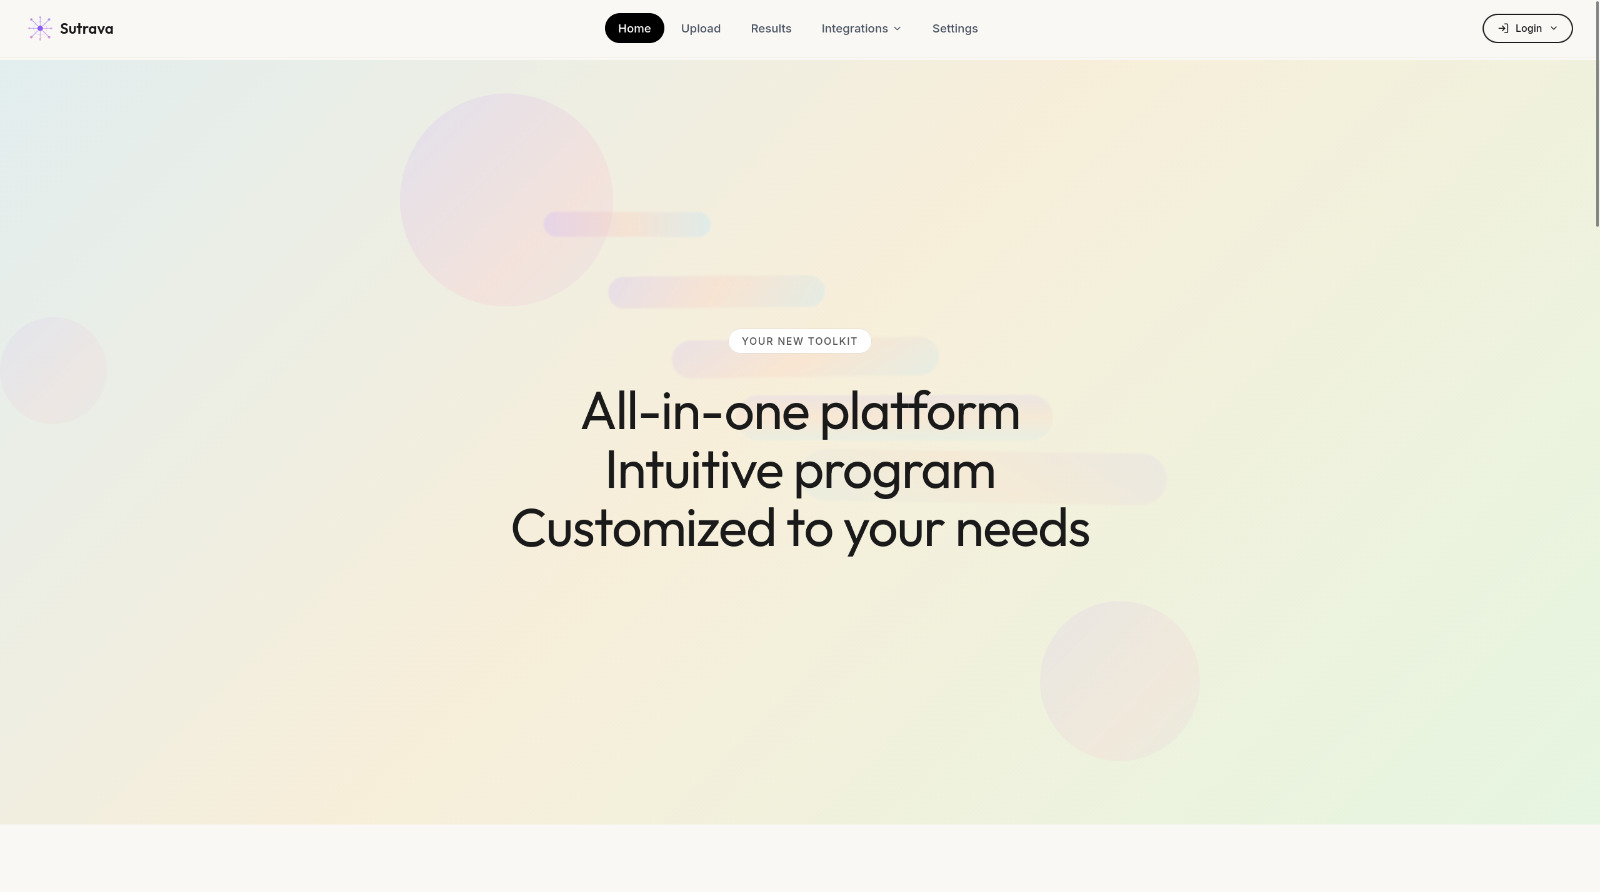 Sutrava
Home
Upload
Results
Integrations
Settings
Login
YOUR NEW TOOLKIT
All-in-one platform
Intuitive program
Customized to your needs